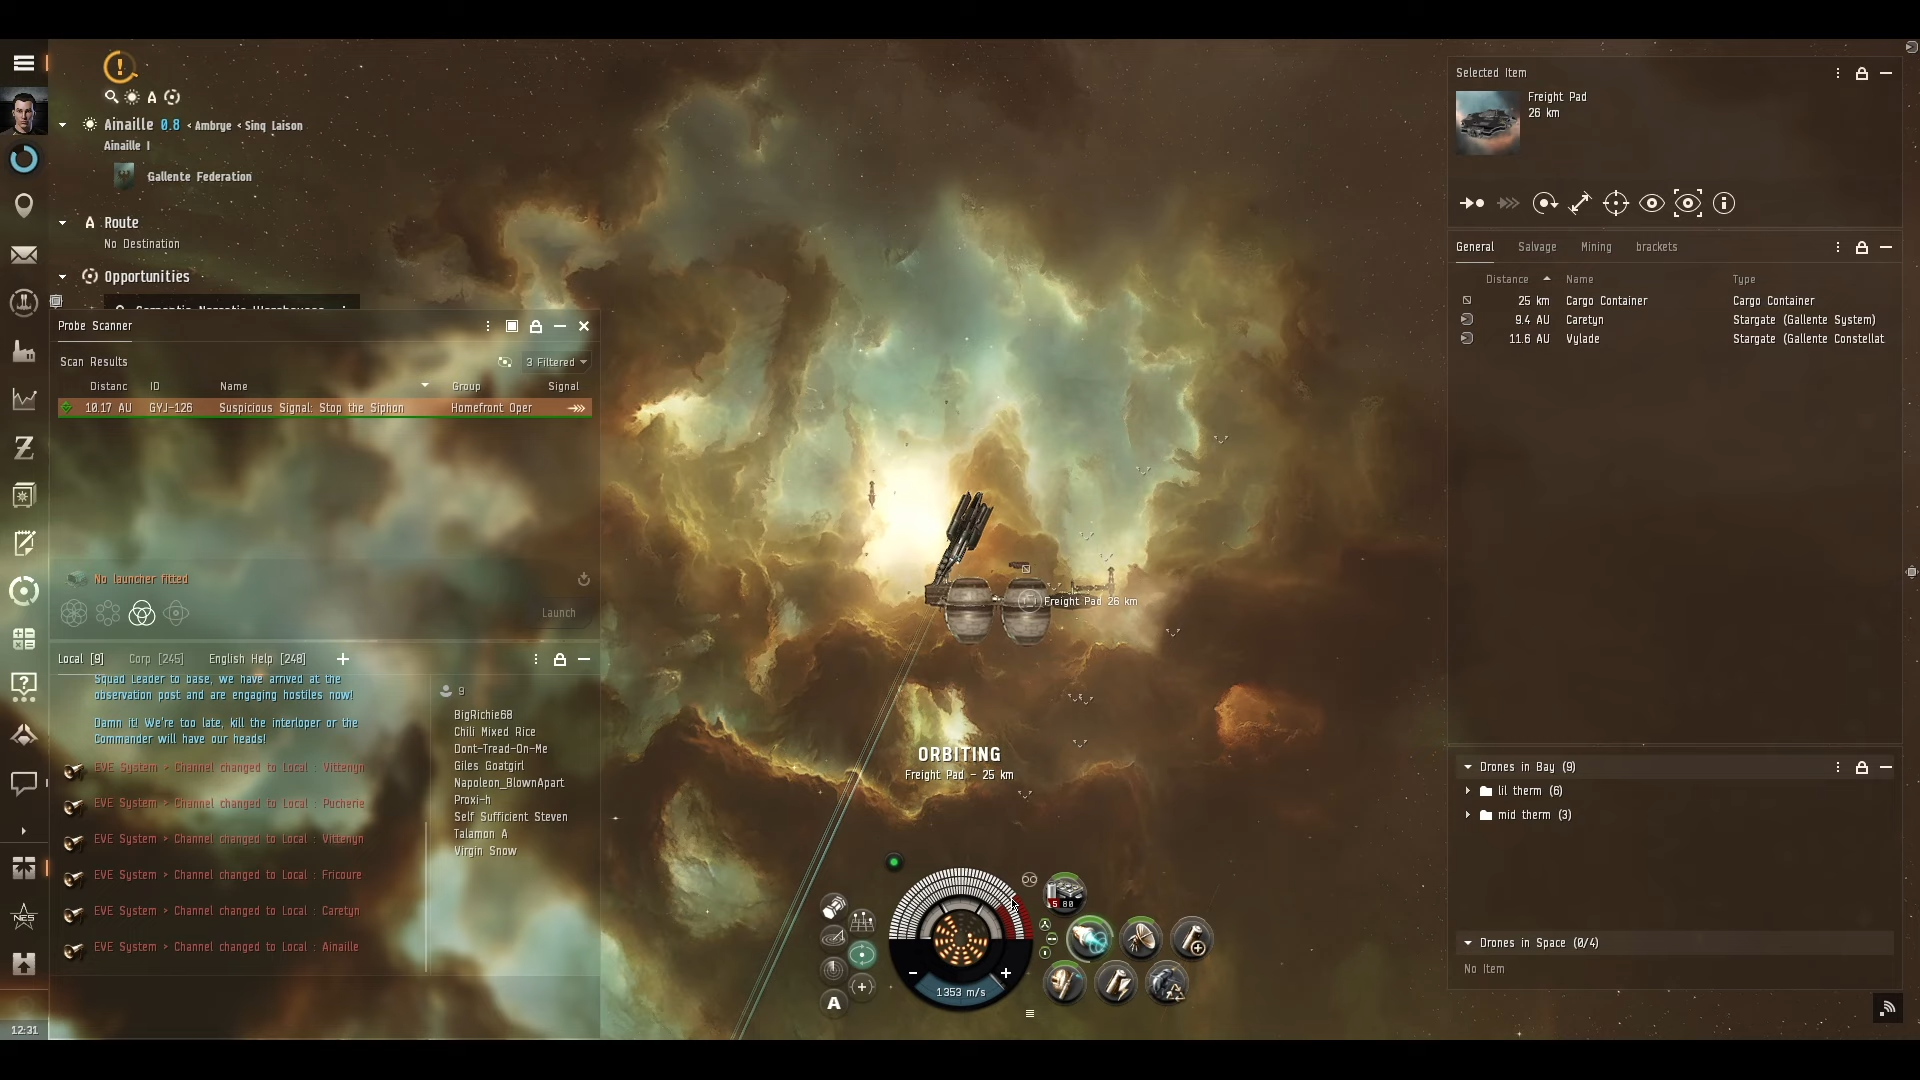 Ainaille 0.8 < Ambrye < Sinq Laison
Ainaille I
Gallente Federation
A Route
No Destination
Opportunities
Probe Scanner
Scan Results
3 Filtered
Distanc ID Name Group Signal
10.17 AU GYJ-126 Suspicious Signal: Stop the Siphon Homefront Oper
No launcher fitted
Launch
Local [9] Corp [245] English Help [248]
Squad Leader to base, we have arrived at the
observation post and are engaging hostiles now!
Damn it! We're too late, kill the interloper or the
Commander will have our heads!
EVE System > Channel changed to Local : Vittenyn
EVE System > Channel changed to Local : Pucherie
EVE System > Channel changed to Local : Vittenyn
EVE System > Channel changed to Local : Fricoure
EVE System > Channel changed to Local : Caretyn
EVE System > Channel changed to Local : Ainaille
9
BigRichie68
Chili Mixed Rice
Dont-Tread-On-Me
Giles Goatgirl
Napoleon_BlownApart
Proxi-h
Self Sufficient Steven
Talamon A
Virgin Snow
12:31
Freight Pad 26 km
ORBITING
Freight Pad - 25 km
1353 m/s
A
5 80
Selected Item
Freight Pad
26 km
General Salvage Mining brackets
Distance Name Type
25 km Cargo Container Cargo Container
9.4 AU Caretyn Stargate (Gallente System)
11.6 AU Vylade Stargate (Gallente Constellat
Drones in Bay (9)
lil therm (6)
mid therm (3)
Drones in Space (0/4)
No Item